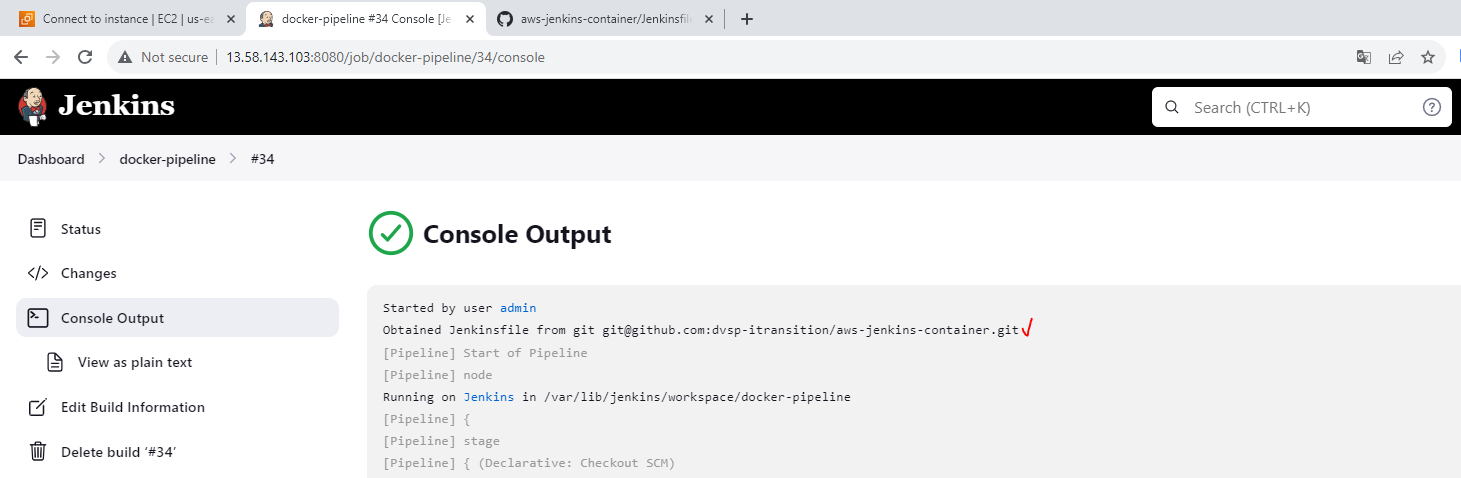 Connect to instance | EC2 | us-ea
docker-pipeline #34 Console [Je
aws-jenkins-container/Jenkinsfil
Not secure
13.58.143.103:8080/job/docker-pipeline/34/console
Jenkins
Search (CTRL+K)
Dashboard
docker-pipeline
#34
Status
Changes
Console Output
View as plain text
Edit Build Information
Delete build ‘#34’
Console Output
Started by user admin
Obtained Jenkinsfile from git git@github.com:dvsp-itransition/aws-jenkins-container.git
[Pipeline] Start of Pipeline
[Pipeline] node
Running on Jenkins in /var/lib/jenkins/workspace/docker-pipeline
[Pipeline] {
[Pipeline] stage
[Pipeline] { (Declarative: Checkout SCM)